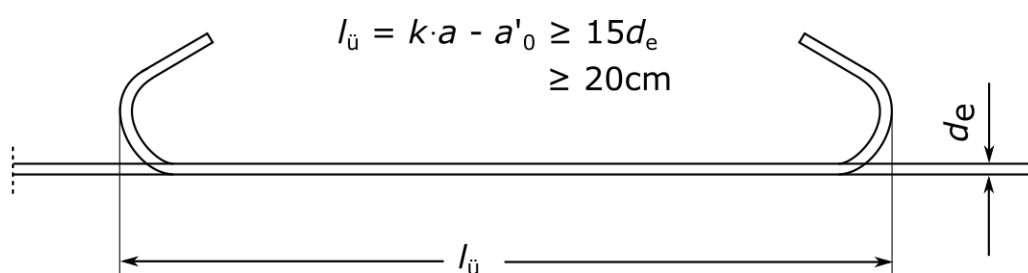 lü = k·a - a'0 ≥ 15de
≥ 20cm
de
lü